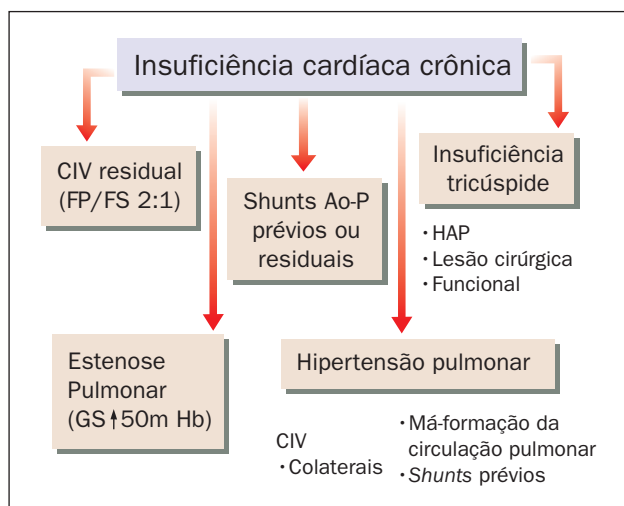 Insuficiência cardíaca crônica
CIV residual
(FP/FS 2:1)
Shunts Ao-P
prévios ou
residuais
Insuficiência
tricúspide
· HAP
· Lesão cirúrgica
· Funcional
Estenose
Pulmonar
(GS↑50m Hb)
Hipertensão pulmonar
CIV
· Colaterais
· Má-formação da
circulação pulmonar
· Shunts prévios